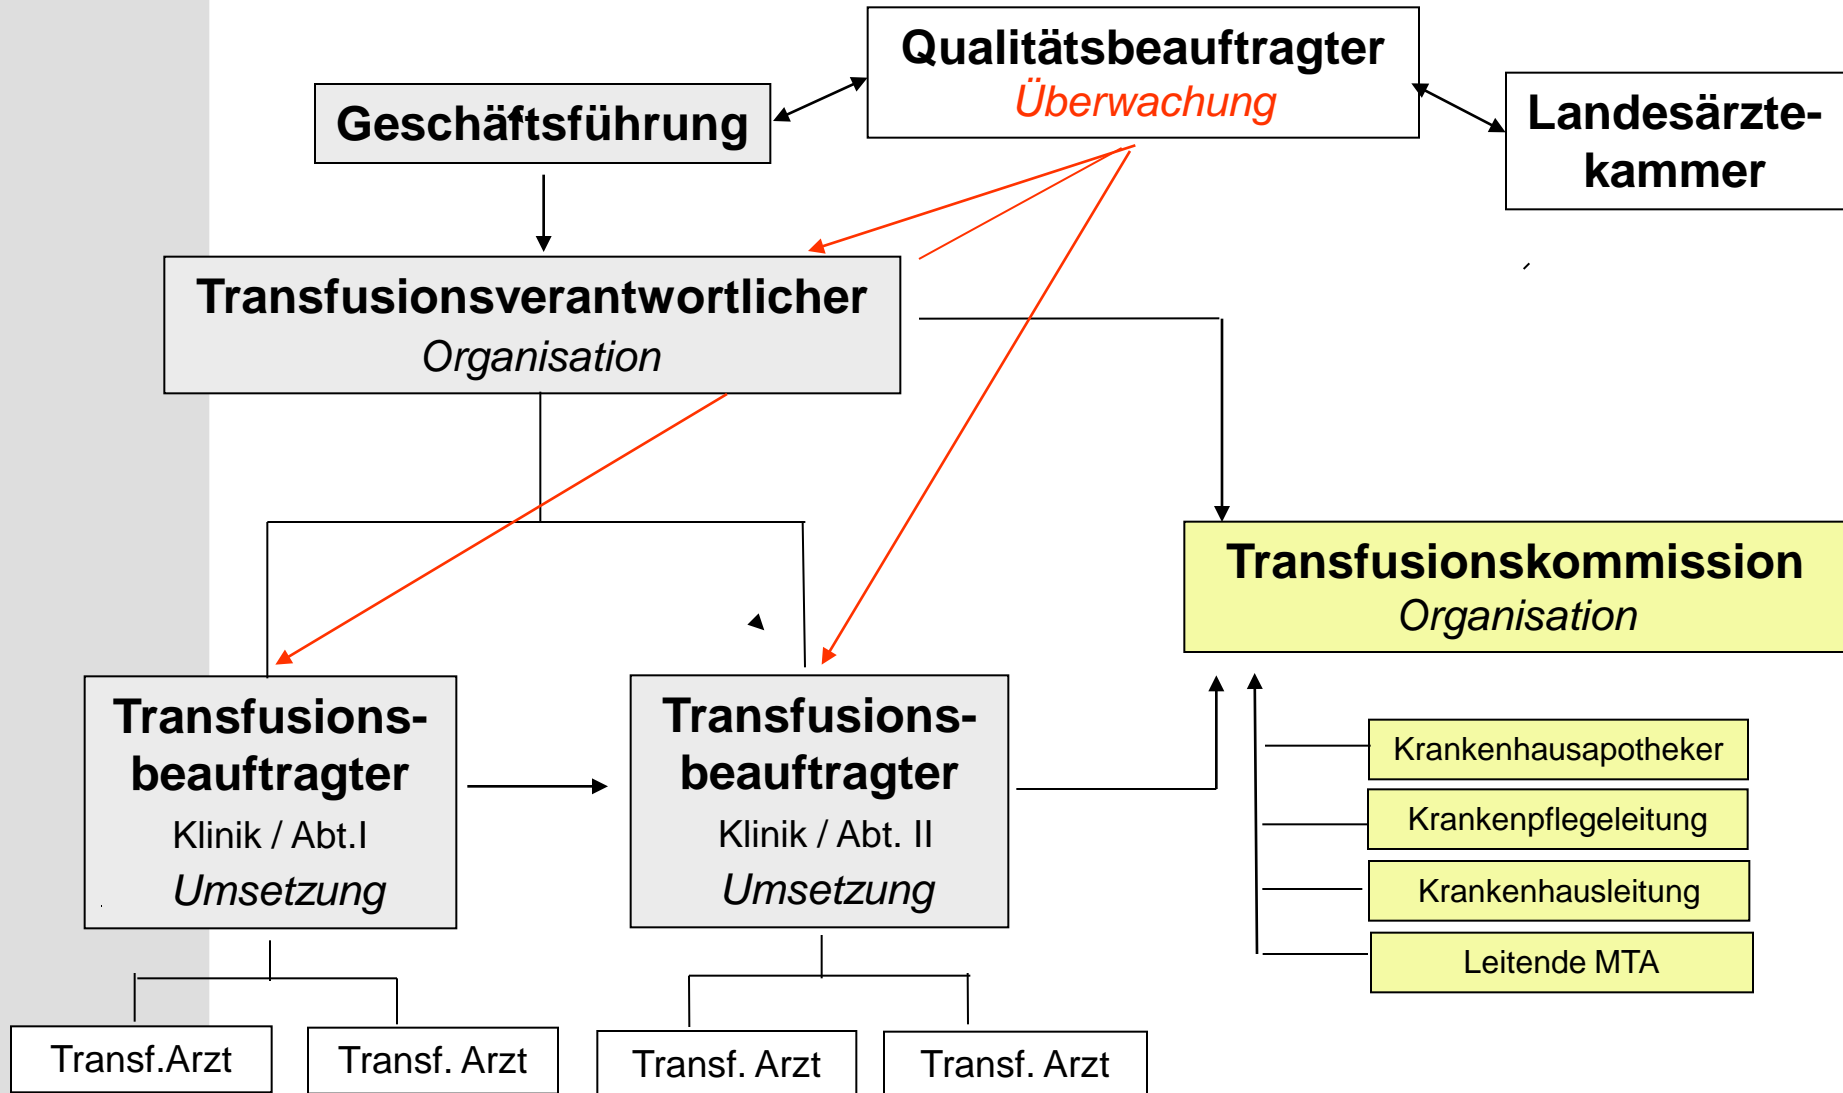 Qualitätsbeauftragter
Überwachung
Geschäftsführung
Landesärzte-
kammer
Transfusionsverantwortlicher
Organisation
Transfusionskommission
Organisation
Transfusions-
beauftragter
Klinik / Abt.I
Umsetzung
Transfusions-
beauftragter
Klinik / Abt. II
Umsetzung
Krankenhausapotheker
Krankenpflegeleitung
Krankenhausleitung
Leitende MTA
Transf.Arzt
Transf. Arzt
Transf. Arzt
Transf. Arzt